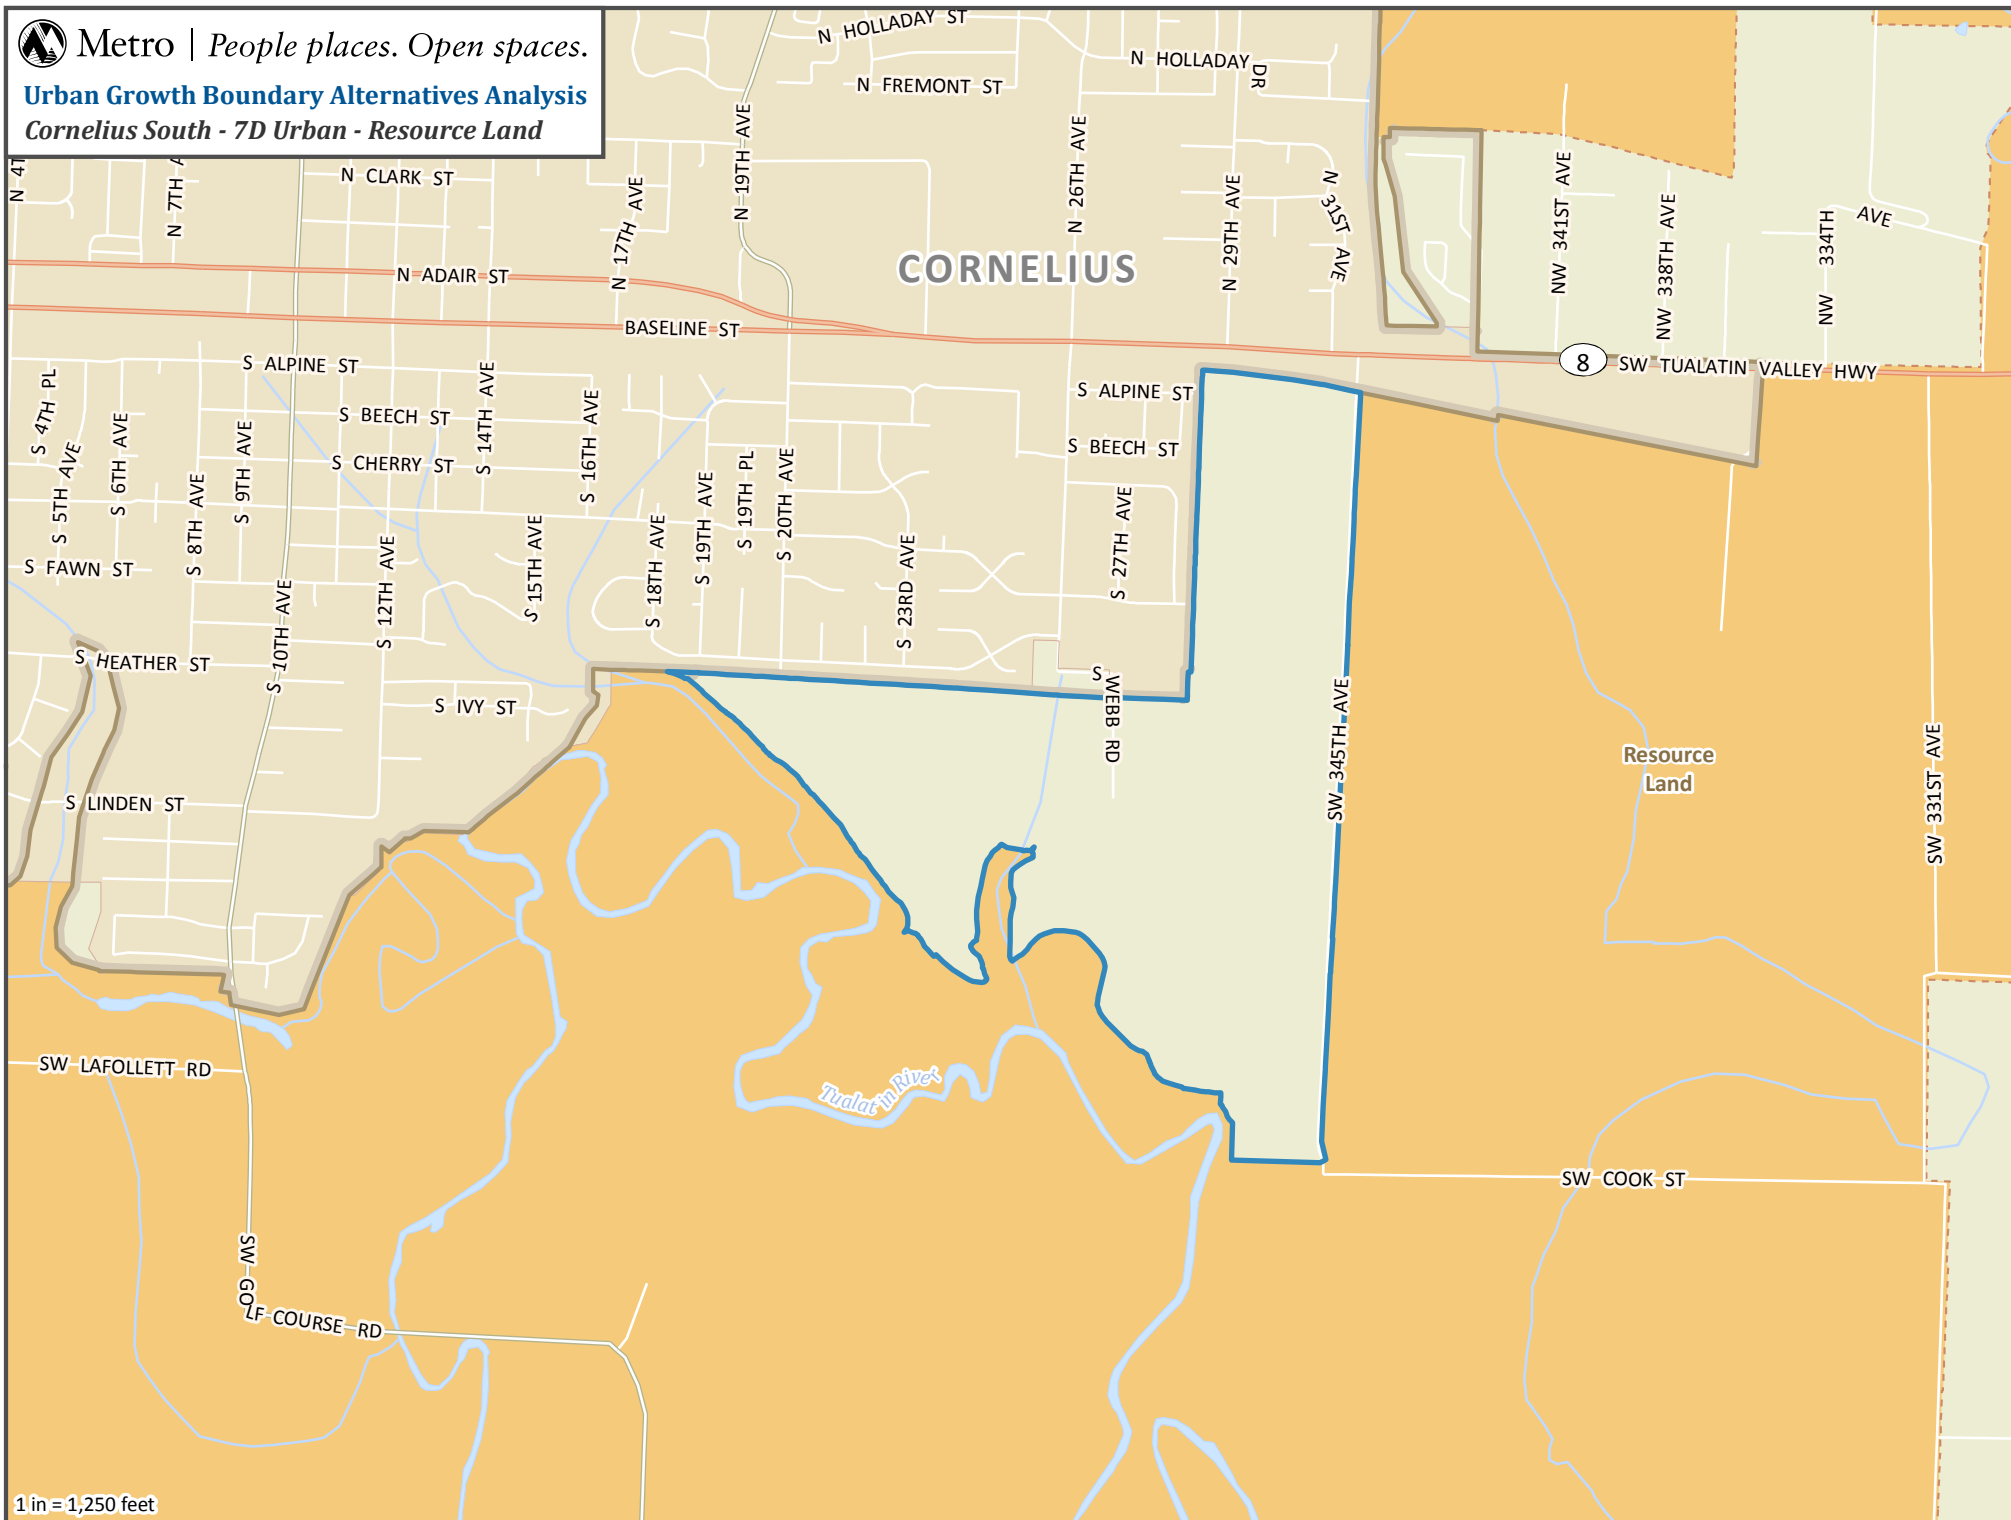 Metro | People places. Open spaces.
Urban Growth Boundary Alternatives Analysis
Cornelius South - 7D Urban - Resource Land
N HOLLADAY ST
N HOLLADAY DR
N FREMONT ST
N 4T
N 7TH A
N CLARK ST
N 17TH AVE
N 19TH AVE
N 26TH AVE
N 29TH AVE
N 31ST AVE
NW 341ST AVE
NW 338TH AVE
NW 334TH AVE
CORNELIUS
N ADAIR ST
BASELINE ST
8
SW TUALATIN VALLEY HWY
S ALPINE ST
S ALPINE ST
S 4TH PL
S 5TH AVE
S 6TH AVE
S 8TH AVE
S 9TH AVE
S BEECH ST
S BEECH ST
S CHERRY ST
S 14TH AVE
S 16TH AVE
S 19TH AVE
S 19TH PL
S 20TH AVE
S 27TH AVE
S FAWN ST
S 10TH AVE
S 12TH AVE
S 15TH AVE
S 18TH AVE
S 23RD AVE
S HEATHER ST
S IVY ST
S WEBB RD
SW 345TH AVE
Resource
Land
SW 331ST AVE
S LINDEN ST
SW LAFOLLETT RD
Tualatin River
SW COOK ST
SW GOLF COURSE RD
1 in = 1,250 feet